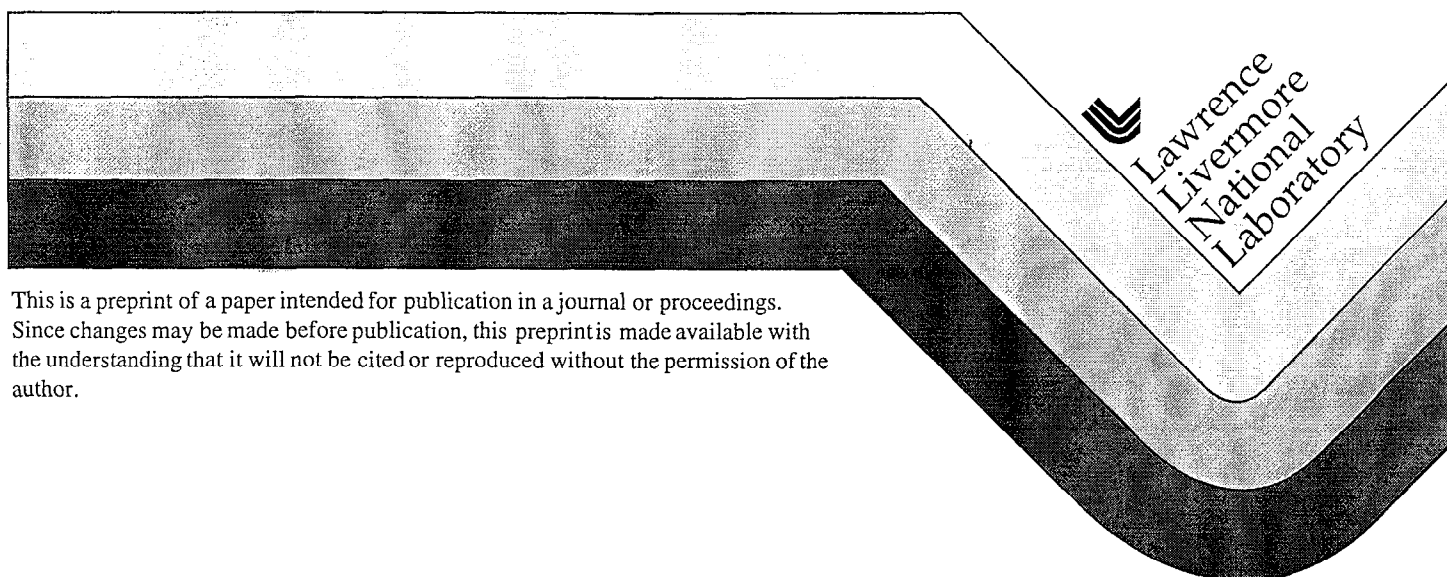 Lawrence
Livermore
National
Laboratory
This is a preprint of a paper intended for publication in a journal or proceedings.
Since changes may be made before publication, this preprint is made available with
the understanding that it will not be cited or reproduced without the permission of the
author.